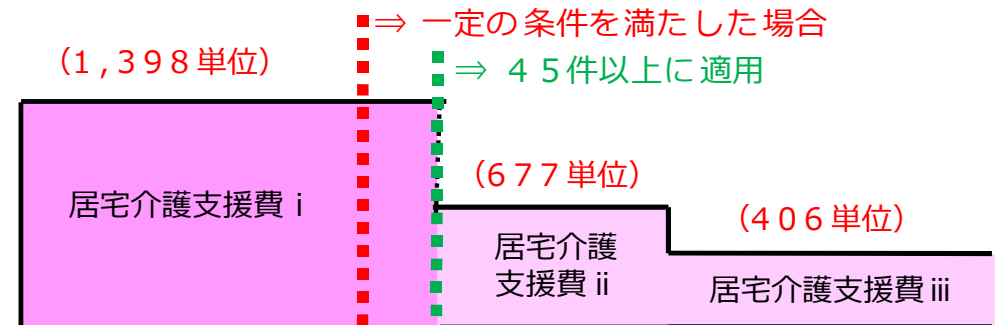 ⇒ 一定の条件を満たした場合
(1,398単位)
⇒ 45件以上に適用
(677単位)
居宅介護支援費ⅰ
(406単位)
居宅介護
支援費ⅱ
居宅介護支援費ⅲ